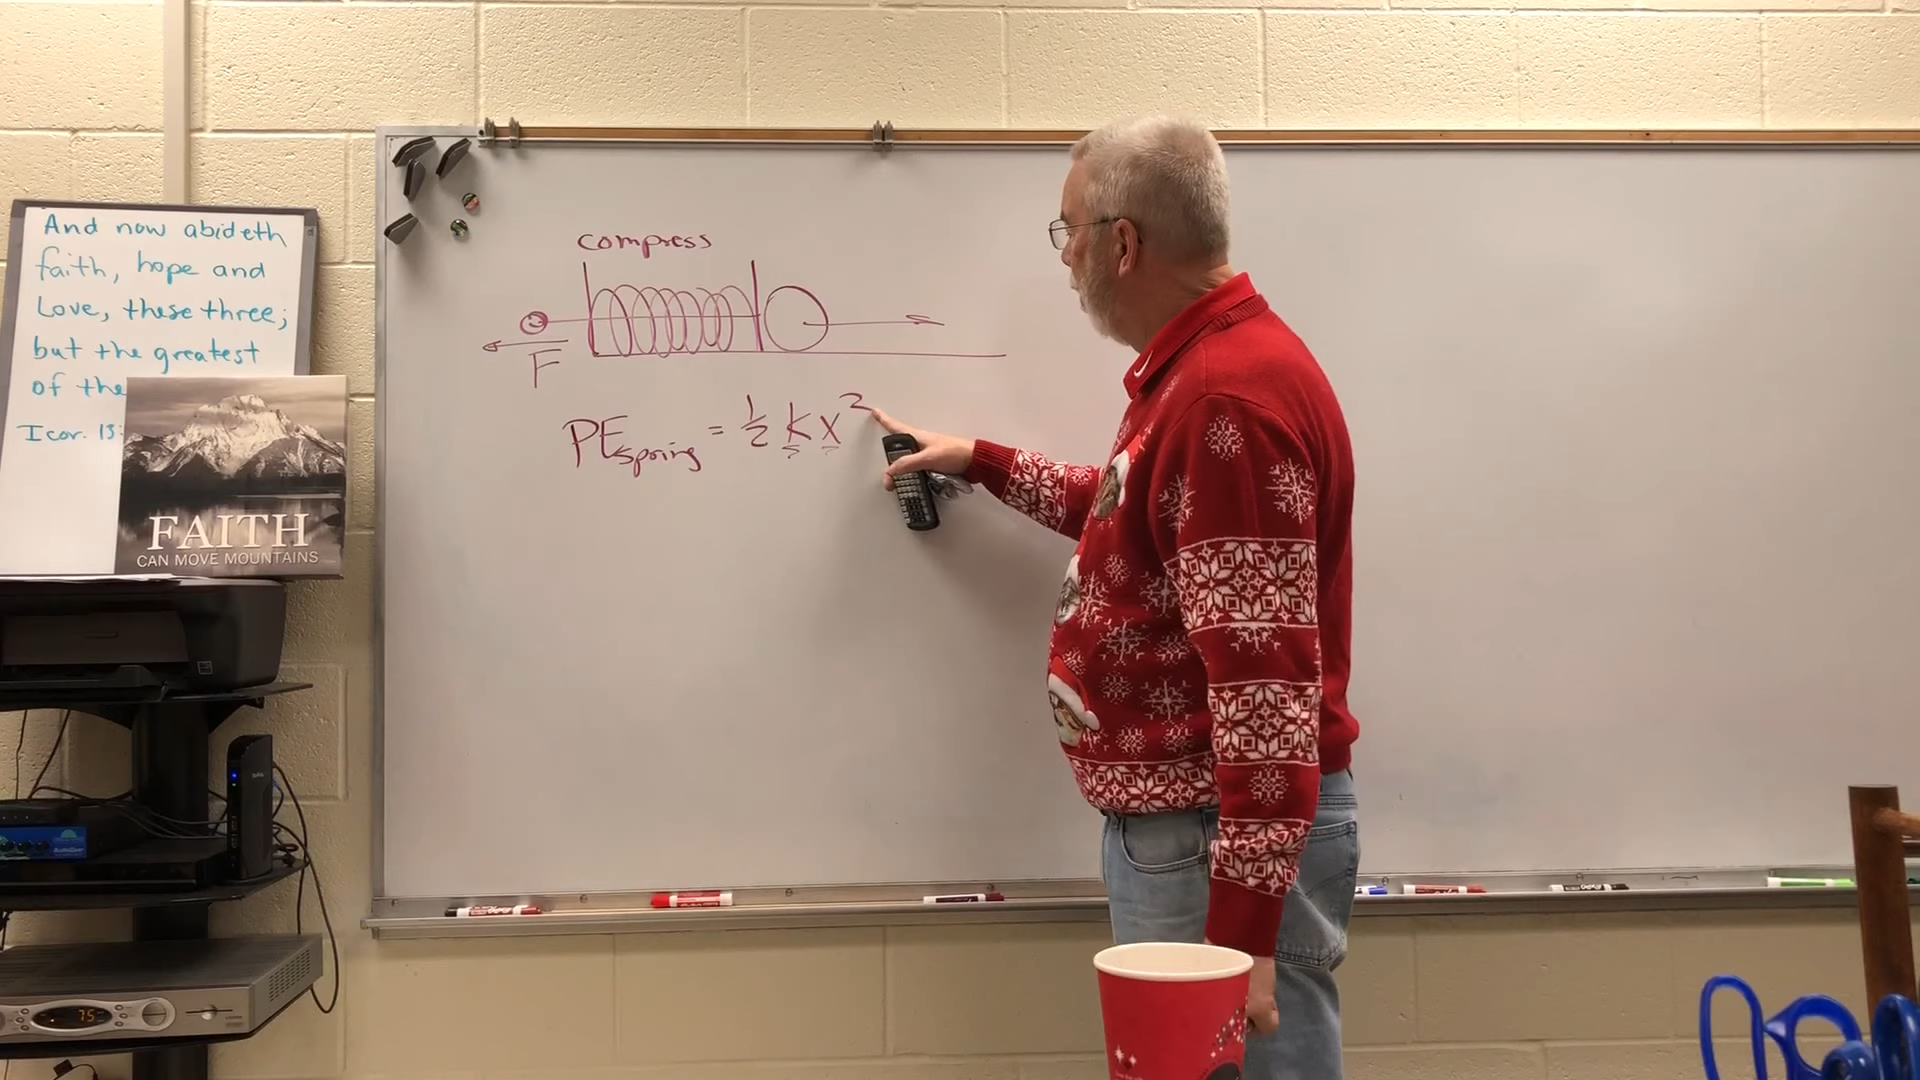 And now abideth
faith, hope and
Love, these three;
but the greatest
of the
I cor. 13:
FAITH
CAN MOVE MOUNTAINS
compress
F
PE spring = 1/2 k x²
75